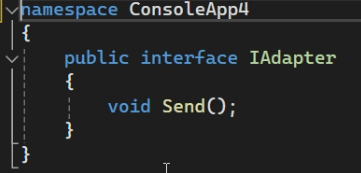 namespace ConsoleApp4
{
    public interface IAdapter
    {
        void Send();
    }
}